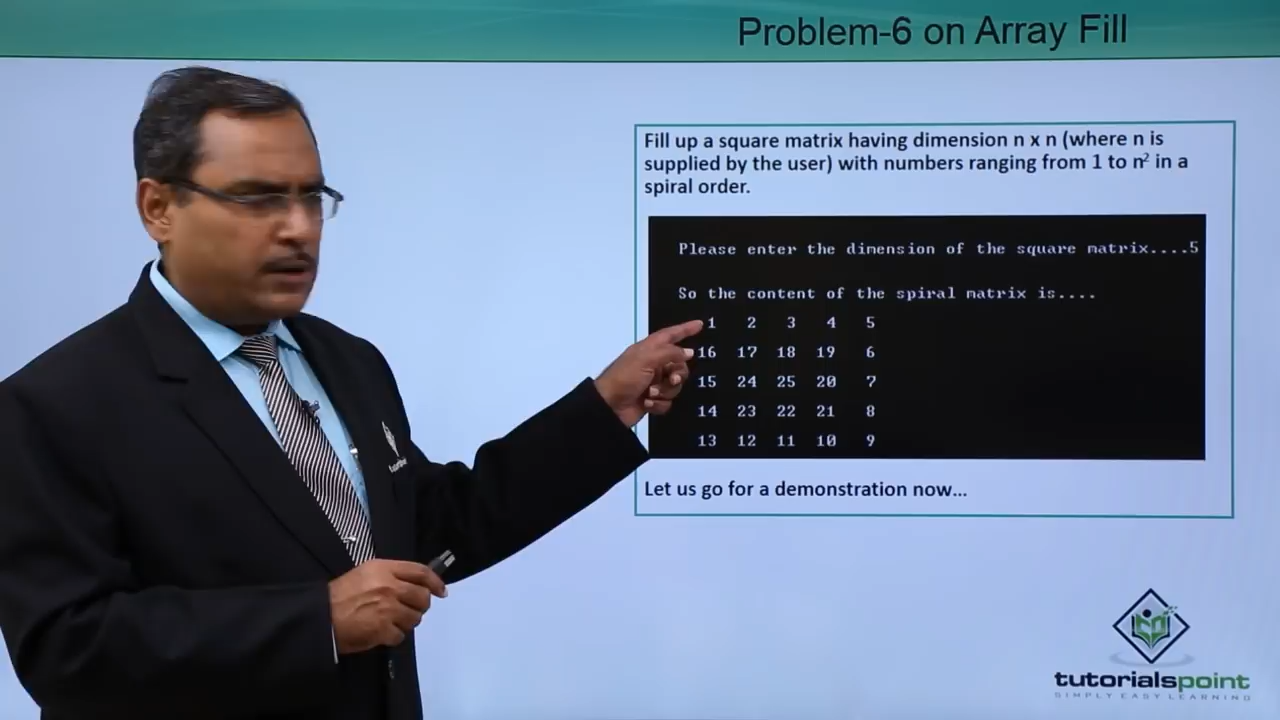 Problem-6 on Array Fill
Fill up a square matrix having dimension n x n (where n is
supplied by the user) with numbers ranging from 1 to n² in a
spiral order.
Please enter the dimension of the square matrix....5
So the content of the spiral matrix is....
1 2 3 4 5
16 17 18 19 6
15 24 25 20 7
14 23 22 21 8
13 12 11 10 9
Let us go for a demonstration now...
tutorialspoint
SIMPLY EASY LEARNING